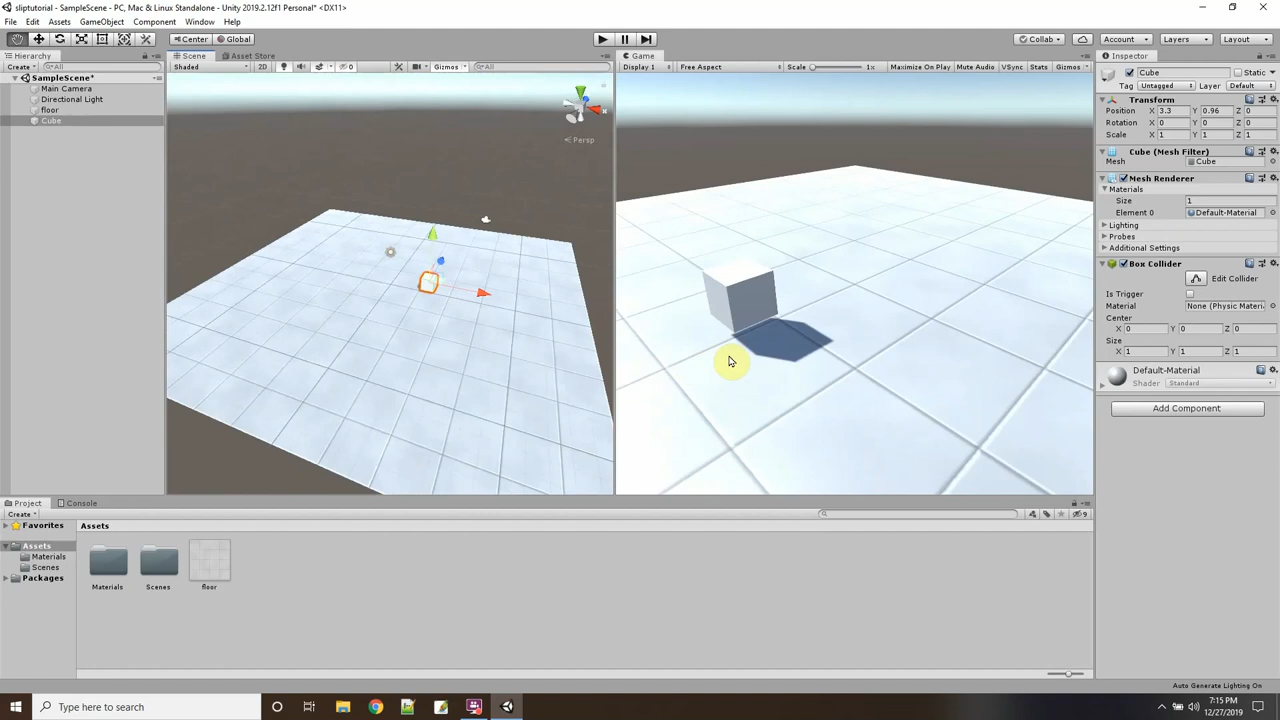 sliptutorial - SampleScene - PC, Mac & Linux Standalone - Unity 2019.2.12f1 Personal* <DX11>
File Edit Assets GameObject Component Window Help
Center Global Collab Account Layers Layout
Hierarchy
Create All
SampleScene*
Main Camera
Directional Light
floor
Cube
Scene Asset Store
Shaded 2D 0 Gizmos All
Persp
Game
Display 1 Free Aspect Scale 1x Maximize On Play Mute Audio VSync Stats Gizmos
Inspector
Cube Static
Tag Untagged Layer Default
Transform
Position X 3.3 Y 0.96 Z 0
Rotation X 0 Y 0 Z 0
Scale X 1 Y 1 Z 1
Cube (Mesh Filter)
Mesh Cube
Mesh Renderer
Materials
Size 1
Element 0 Default-Material
Lighting
Probes
Additional Settings
Box Collider
Edit Collider
Is Trigger
Material None (Physic Materi
Center
X 0 Y 0 Z 0
Size
X 1 Y 1 Z 1
Default-Material
Shader Standard
Add Component
Project Console
Create 9
Favorites
Assets
Materials
Scenes
Packages
Assets
Materials Scenes floor
Auto Generate Lighting On
Type here to search
7:15 PM
12/27/2019